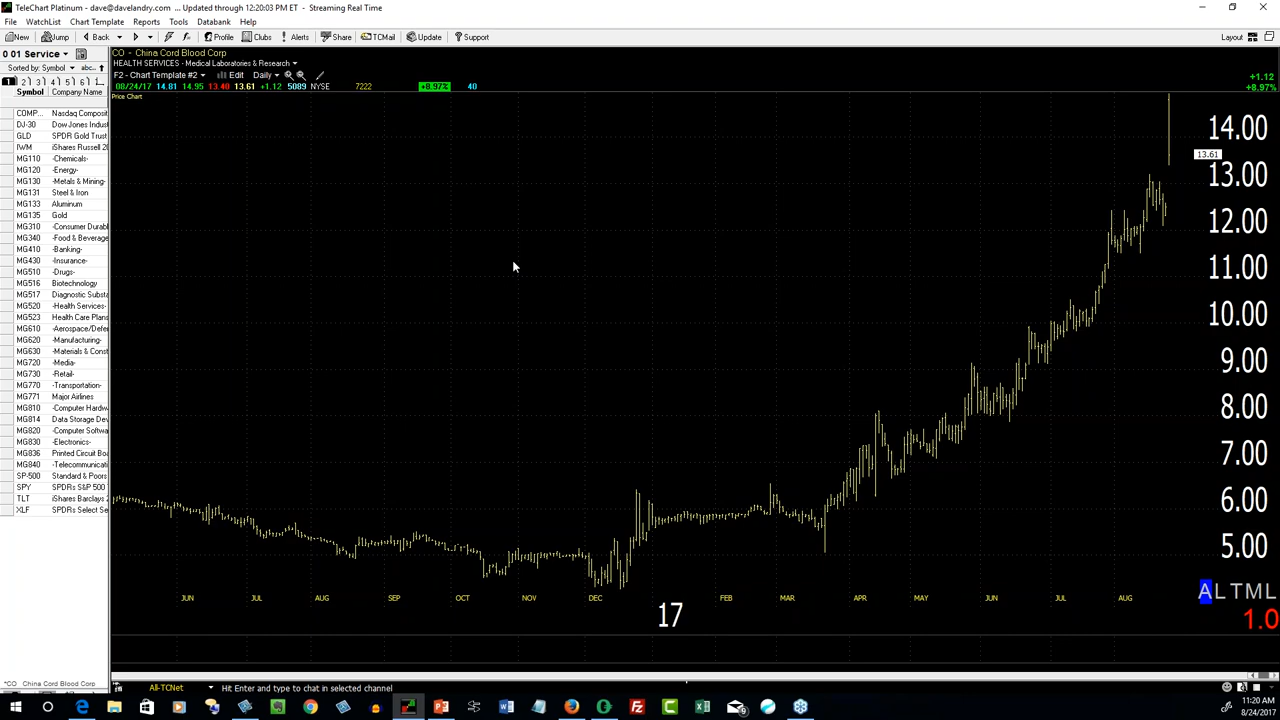 TeleChart Platinum - dave@davelandry.com ... Updated through 12:20:03 PM ET - Streaming Real Time
File WatchList Chart Template Reports Tools Databank Help
New Jump Back Profile Clubs Alerts Share TCMail Update Support Layout
0 01 Service CO - China Cord Blood Corp
Sorted by: Symbol abc... HEALTH SERVICES - Medical Laboratories & Research
1 2 3 4 5 6 F2 - Chart Template #2 Edit Daily +1.12
Symbol Company Name 08/24/17 14.81 14.95 13.40 13.61 +1.12 5089 NYSE 7222 +8.97% 40 +8.97%
Price Chart
COMP... Nasdaq Composit
DJ-30 Dow Jones Indust
GLD SPDR Gold Trust
IWM iShares Russell 20
MG110 -Chemicals-
MG120 -Energy-
MG130 -Metals & Mining-
MG131 Steel & Iron
MG133 Aluminum
MG135 Gold
MG310 -Consumer Durabl
MG340 -Food & Beverage
MG410 -Banking-
MG430 -Insurance-
MG510 -Drugs-
MG516 Biotechnology
MG517 Diagnostic Substa
MG520 -Health Services-
MG523 Health Care Plans
MG610 -Aerospace/Defer
MG620 -Manufacturing-
MG630 -Materials & Const
MG720 -Media-
MG730 -Retail-
MG770 -Transportation-
MG771 Major Airlines
MG810 -Computer Hardw
MG814 Data Storage Dev
MG820 -Computer Softwa
MG830 -Electronics-
MG836 Printed Circuit Boa
MG840 -Telecommunicati
SP-500 Standard & Poors
SPY SPDRs S&P 500
TLT iShares Barclays 2
XLF SPDRs Select Se
14.00
13.61
13.00
12.00
11.00
10.00
9.00
8.00
7.00
6.00
5.00
ALTML
JUN JUL AUG SEP OCT NOV DEC 17 FEB MAR APR MAY JUN JUL AUG
1.0
*CO China Cord Blood Corp
All-TCNet Hit Enter and type to chat in selected channel
11:20 AM
8/24/2017